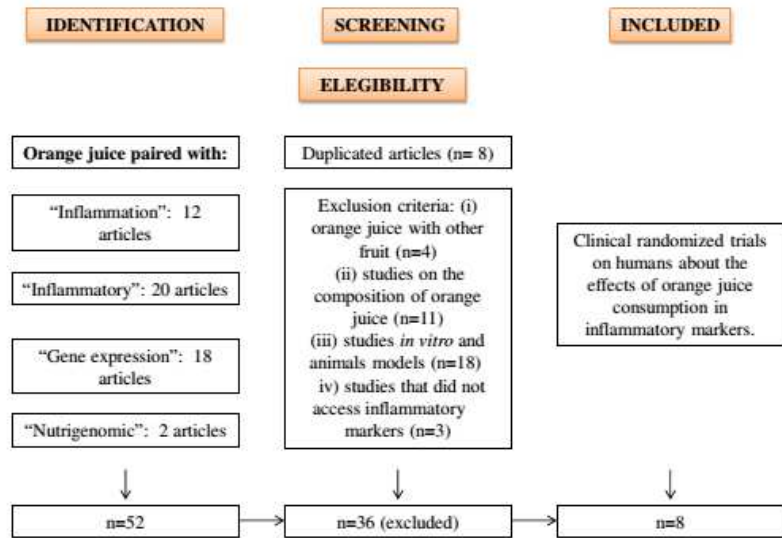 IDENTIFICATION
SCREENING
INCLUDED
ELEGIBILITY
Orange juice paired with:
“Inflammation”: 12
articles
“Inflammatory”: 20 articles
“Gene expression”: 18
articles
“Nutrigenomic”: 2 articles
n=52
Duplicated articles (n= 8)
Exclusion criteria: (i)
orange juice with other
fruit (n=4)
(ii) studies on the
composition of orange
juice (n=11)
(iii) studies in vitro and
animals models (n=18)
iv) studies that did not
access inflammatory
markers (n=3)
n=36 (excluded)
Clinical randomized trials
on humans about the
effects of orange juice
consumption in
inflammatory markers.
n=8